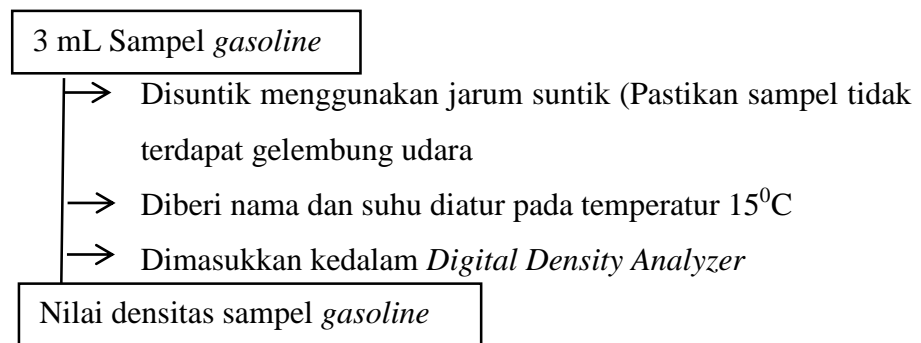 3 mL Sampel gasoline
Disuntik menggunakan jarum suntik (Pastikan sampel tidak
terdapat gelembung udara
Diberi nama dan suhu diatur pada temperatur 15⁰C
Dimasukkan kedalam Digital Density Analyzer
Nilai densitas sampel gasoline